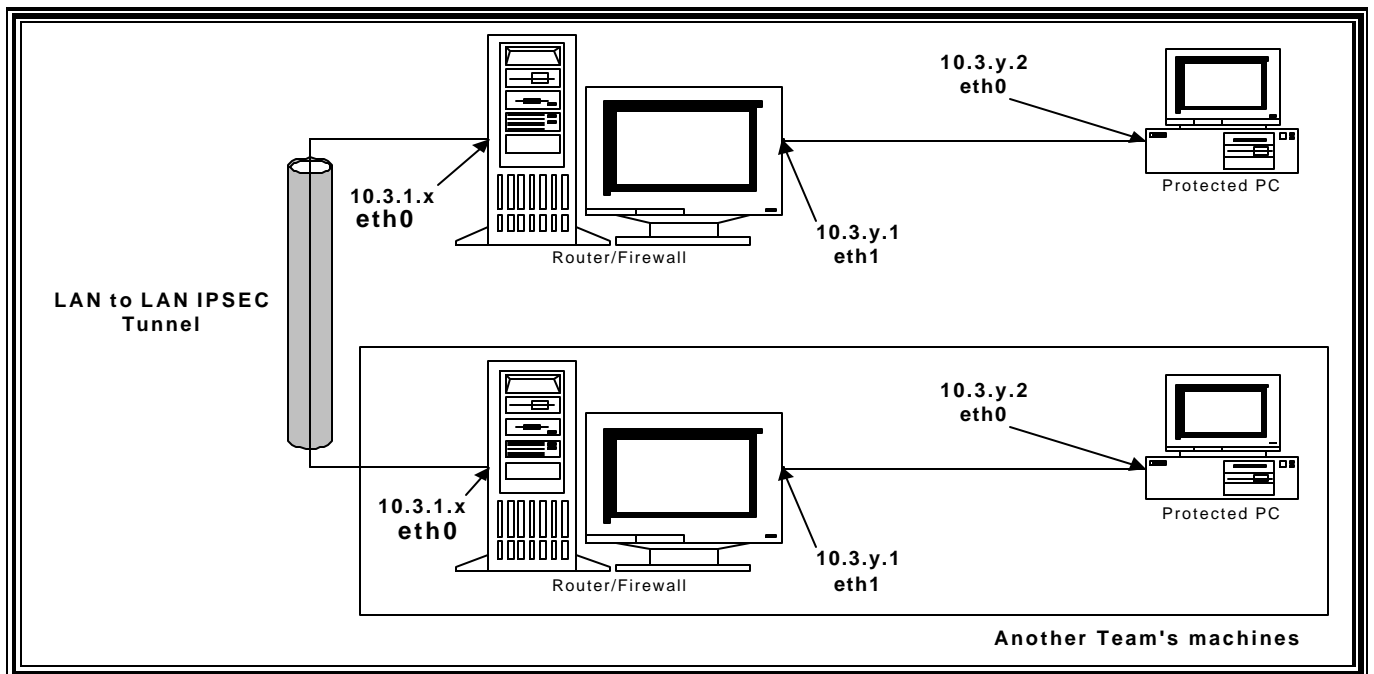 10.3.y.2
eth0
Protected PC
10.3.1.x
eth0
10.3.y.1
eth1
Router/Firewall
LAN to LAN IPSEC
Tunnel
10.3.y.2
eth0
Protected PC
10.3.1.x
eth0
10.3.y.1
eth1
Router/Firewall
Another Team's machines